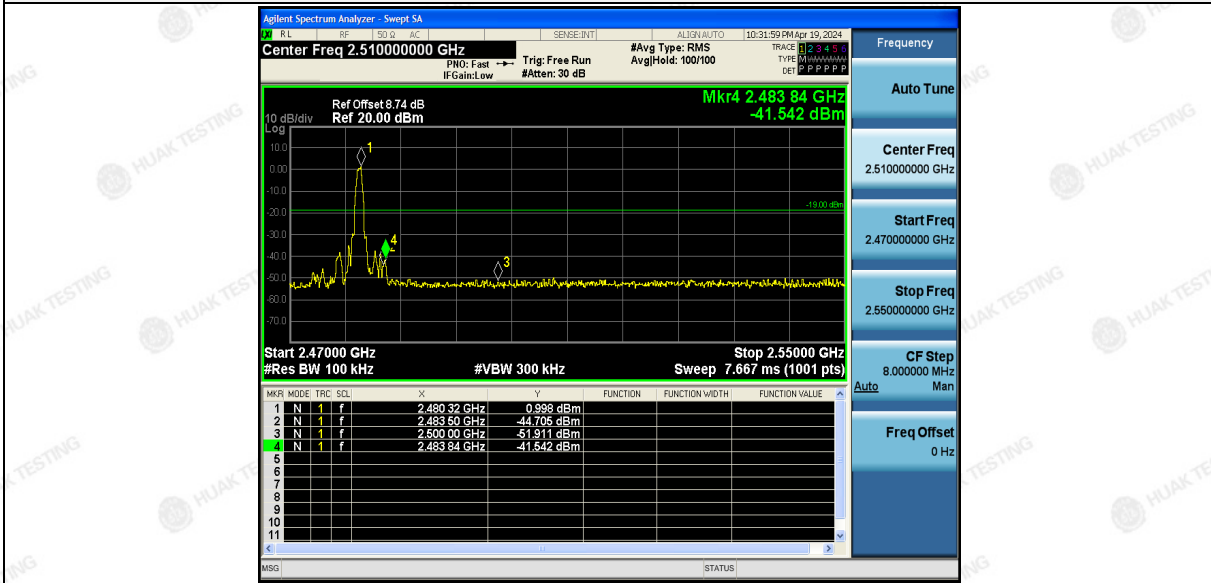 Agilent Spectrum Analyzer - Swept SA
LXI RL RF 50 Ω AC SENSE:INT ALIGN AUTO 10:31:59 PM Apr 19, 2024
Center Freq 2.510000000 GHz
PNO: Fast
IFGain:Low
Trig: Free Run
#Atten: 30 dB
#Avg Type: RMS
Avg|Hold: 100/100
TRACE 1 2 3 4 5 6
TYPE M WWWWW
DET P P P P P P
Mkr4 2.483 84 GHz
-41.542 dBm
Ref Offset 8.74 dB
10 dB/div Ref 20.00 dBm
Log
10.0
0.00
-10.0
-20.0
-30.0
-40.0
-50.0
-60.0
-70.0
1
4
2
3
-19.00 dBm
Start 2.47000 GHz Stop 2.55000 GHz
#Res BW 100 kHz #VBW 300 kHz Sweep 7.667 ms (1001 pts)
MKR MODE TRC SCL X Y FUNCTION FUNCTION WIDTH FUNCTION VALUE
1 N 1 f 2.480 32 GHz 0.998 dBm
2 N 1 f 2.483 50 GHz -44.705 dBm
3 N 1 f 2.500 00 GHz -51.911 dBm
4 N 1 f 2.483 84 GHz -41.542 dBm
5
6
7
8
9
10
11
MSG STATUS
Frequency
Auto Tune
Center Freq
2.510000000 GHz
Start Freq
2.470000000 GHz
Stop Freq
2.550000000 GHz
CF Step
8.000000 MHz
Auto Man
Freq Offset
0 Hz
HUAK TESTING
HUAK TESTING
HUAK TESTING
HUAK TESTING